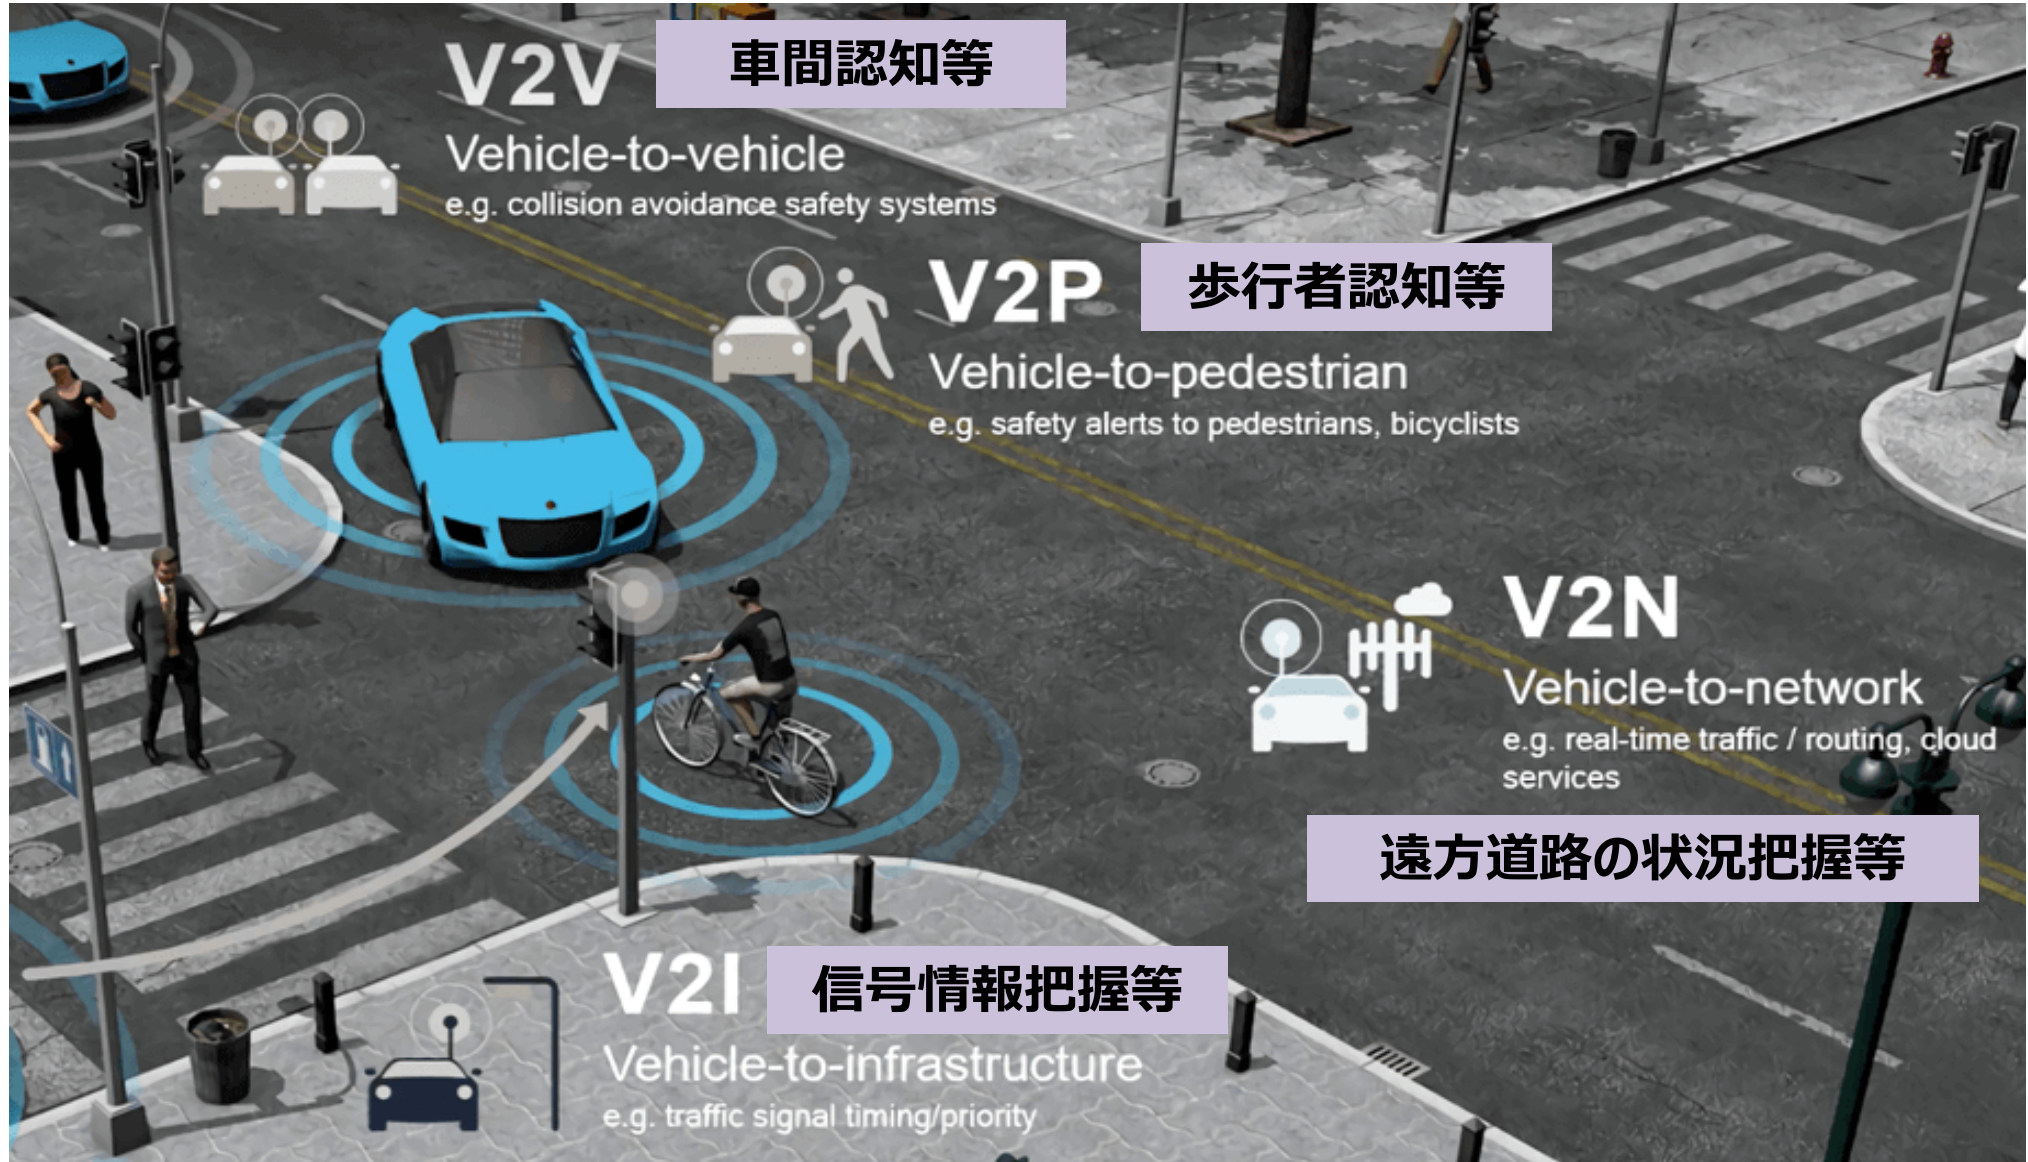 V2V
車間認知等
Vehicle-to-vehicle
e.g. collision avoidance safety systems
V2P
歩行者認知等
Vehicle-to-pedestrian
e.g. safety alerts to pedestrians, bicyclists
V2N
Vehicle-to-network
e.g. real-time traffic / routing, cloud
services
遠方道路の状況把握等
V2I
信号情報把握等
Vehicle-to-infrastructure
e.g. traffic signal timing/priority